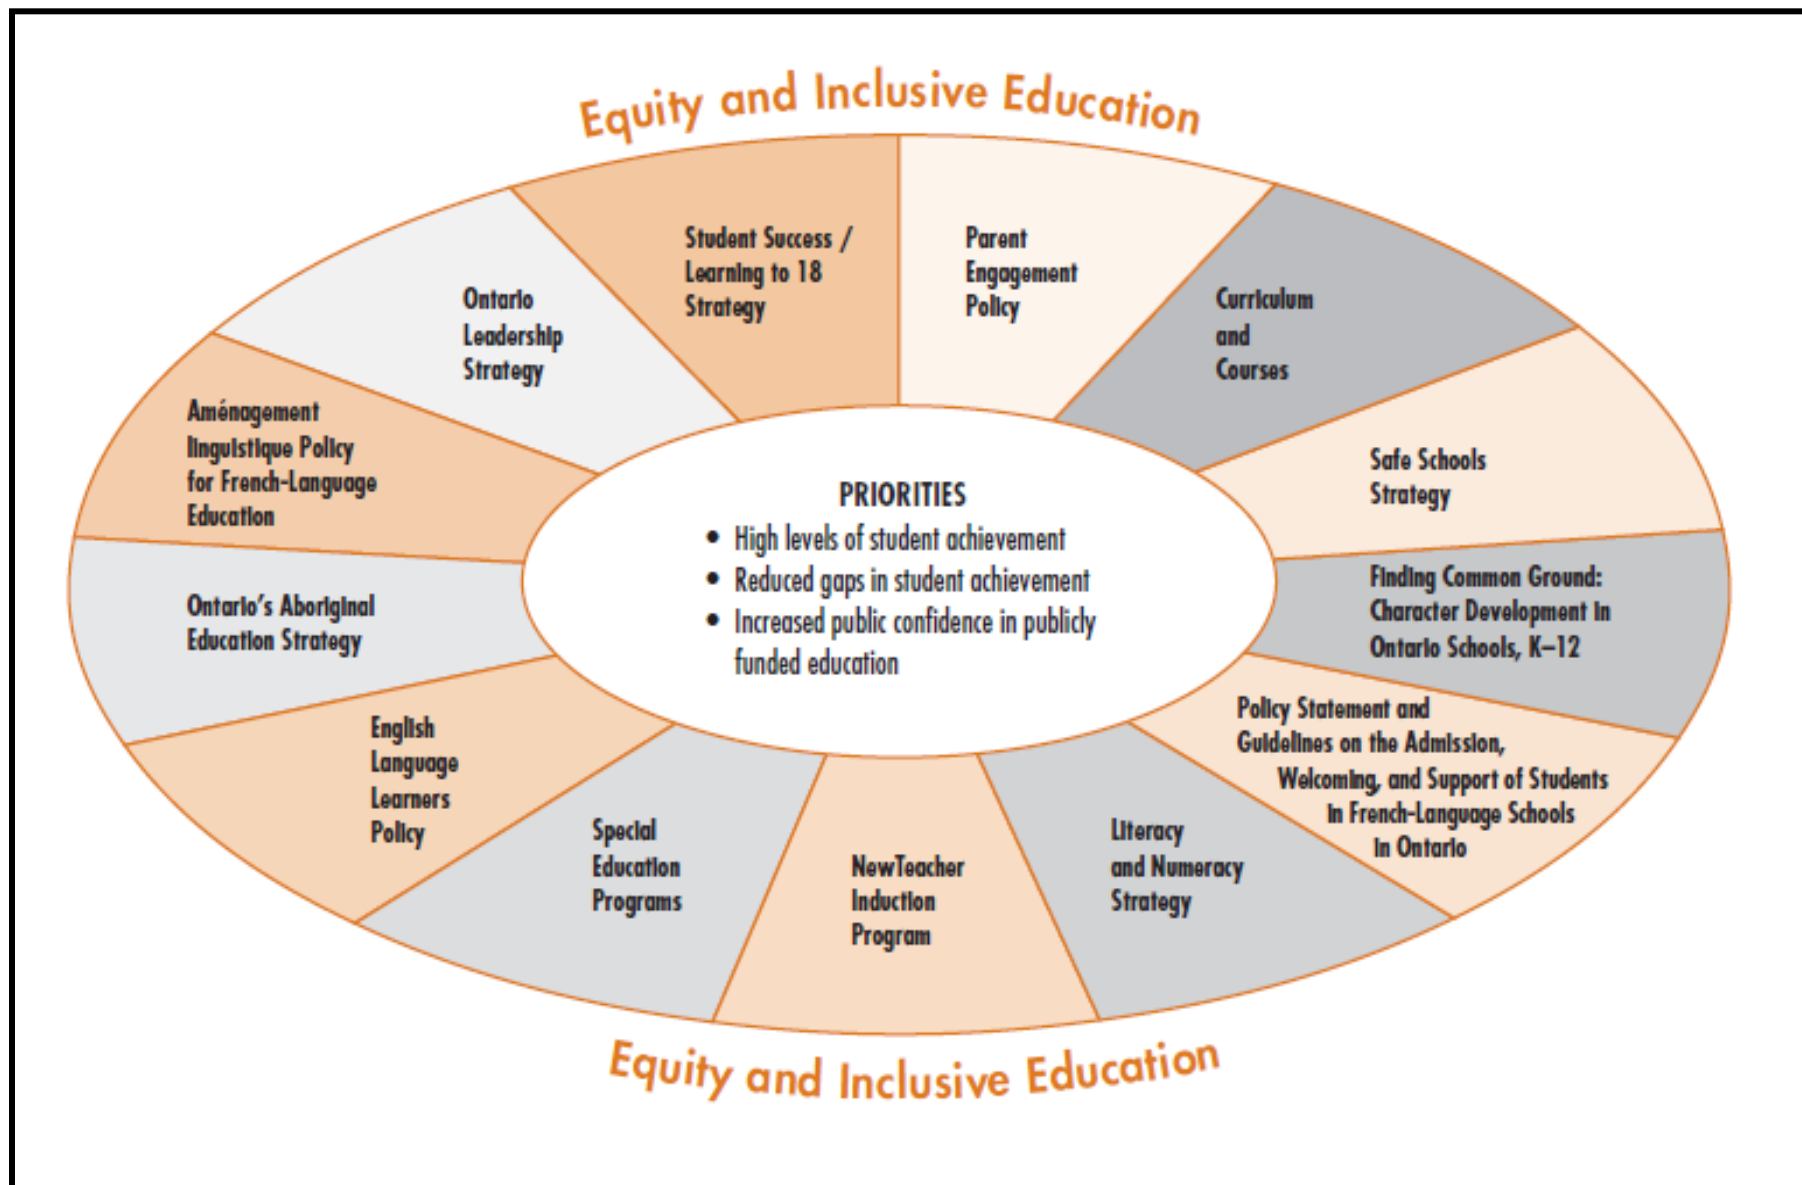 Equity and Inclusive Education
Student Success /
Learning to 18
Strategy
Parent
Engagement
Policy
Curriculum
and
Courses
Safe Schools
Strategy
Finding Common Ground:
Character Development in
Ontario Schools, K–12
Policy Statement and
Guidelines on the Admission,
Welcoming, and Support of Students
in French-Language Schools
in Ontario
Literacy
and Numeracy
Strategy
NewTeacher
Induction
Program
Special
Education
Programs
English
Language
Learners
Policy
Ontario's Aboriginal
Education Strategy
Aménagement
linguistique Policy
for French-Language
Education
Ontario
Leadership
Strategy
PRIORITIES
• High levels of student achievement
• Reduced gaps in student achievement
• Increased public confidence in publicly
funded education
Equity and Inclusive Education